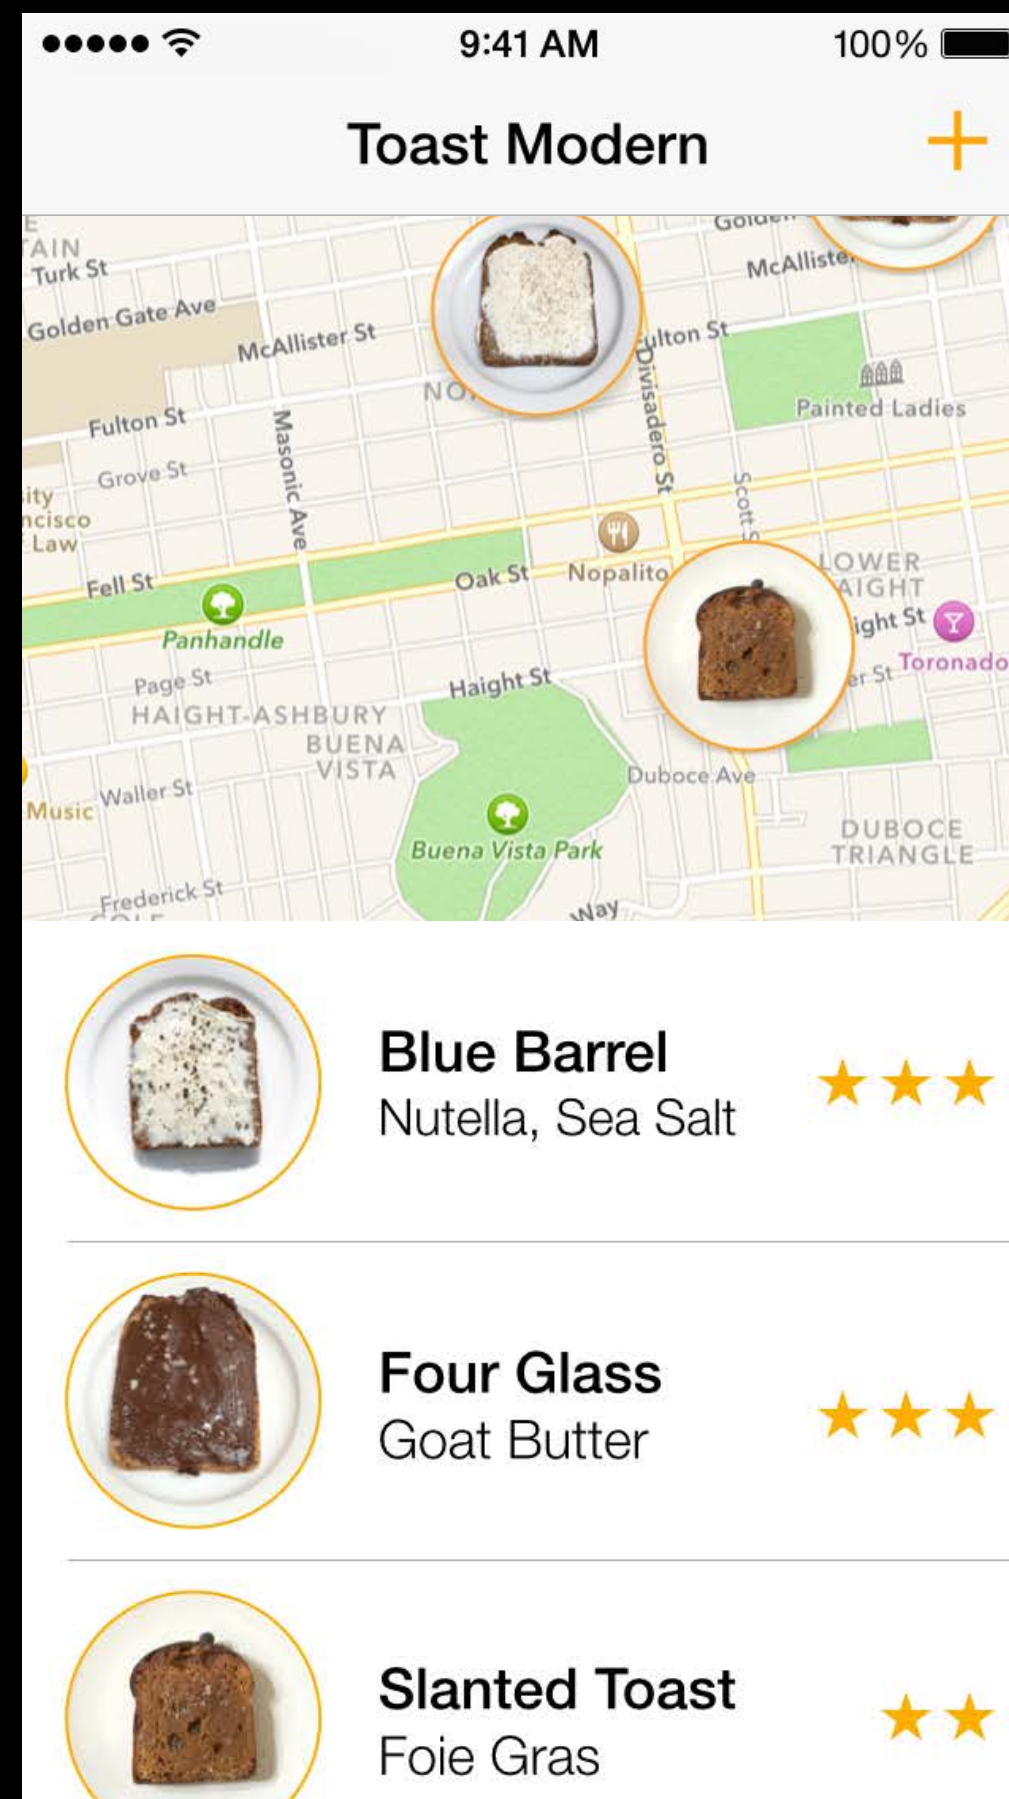 9:41 AM
100%
Toast Modern
Turk St
Golden Gate Ave
McAllister St
Fulton St
Grove St
Masonic Ave
Divisadero St
Painted Ladies
Law
Fell St
Panhandle
Oak St
Nopalito
LOWER
Toronado
Page St
Haight St
HAIGHT-ASHBURY
BUENA
VISTA
Waller St
Music
Duboce Ave
Buena Vista Park
DUBOCE
TRIANGLE
Frederick St
Way
Blue Barrel
Nutella, Sea Salt
Four Glass
Goat Butter
Slanted Toast
Foie Gras